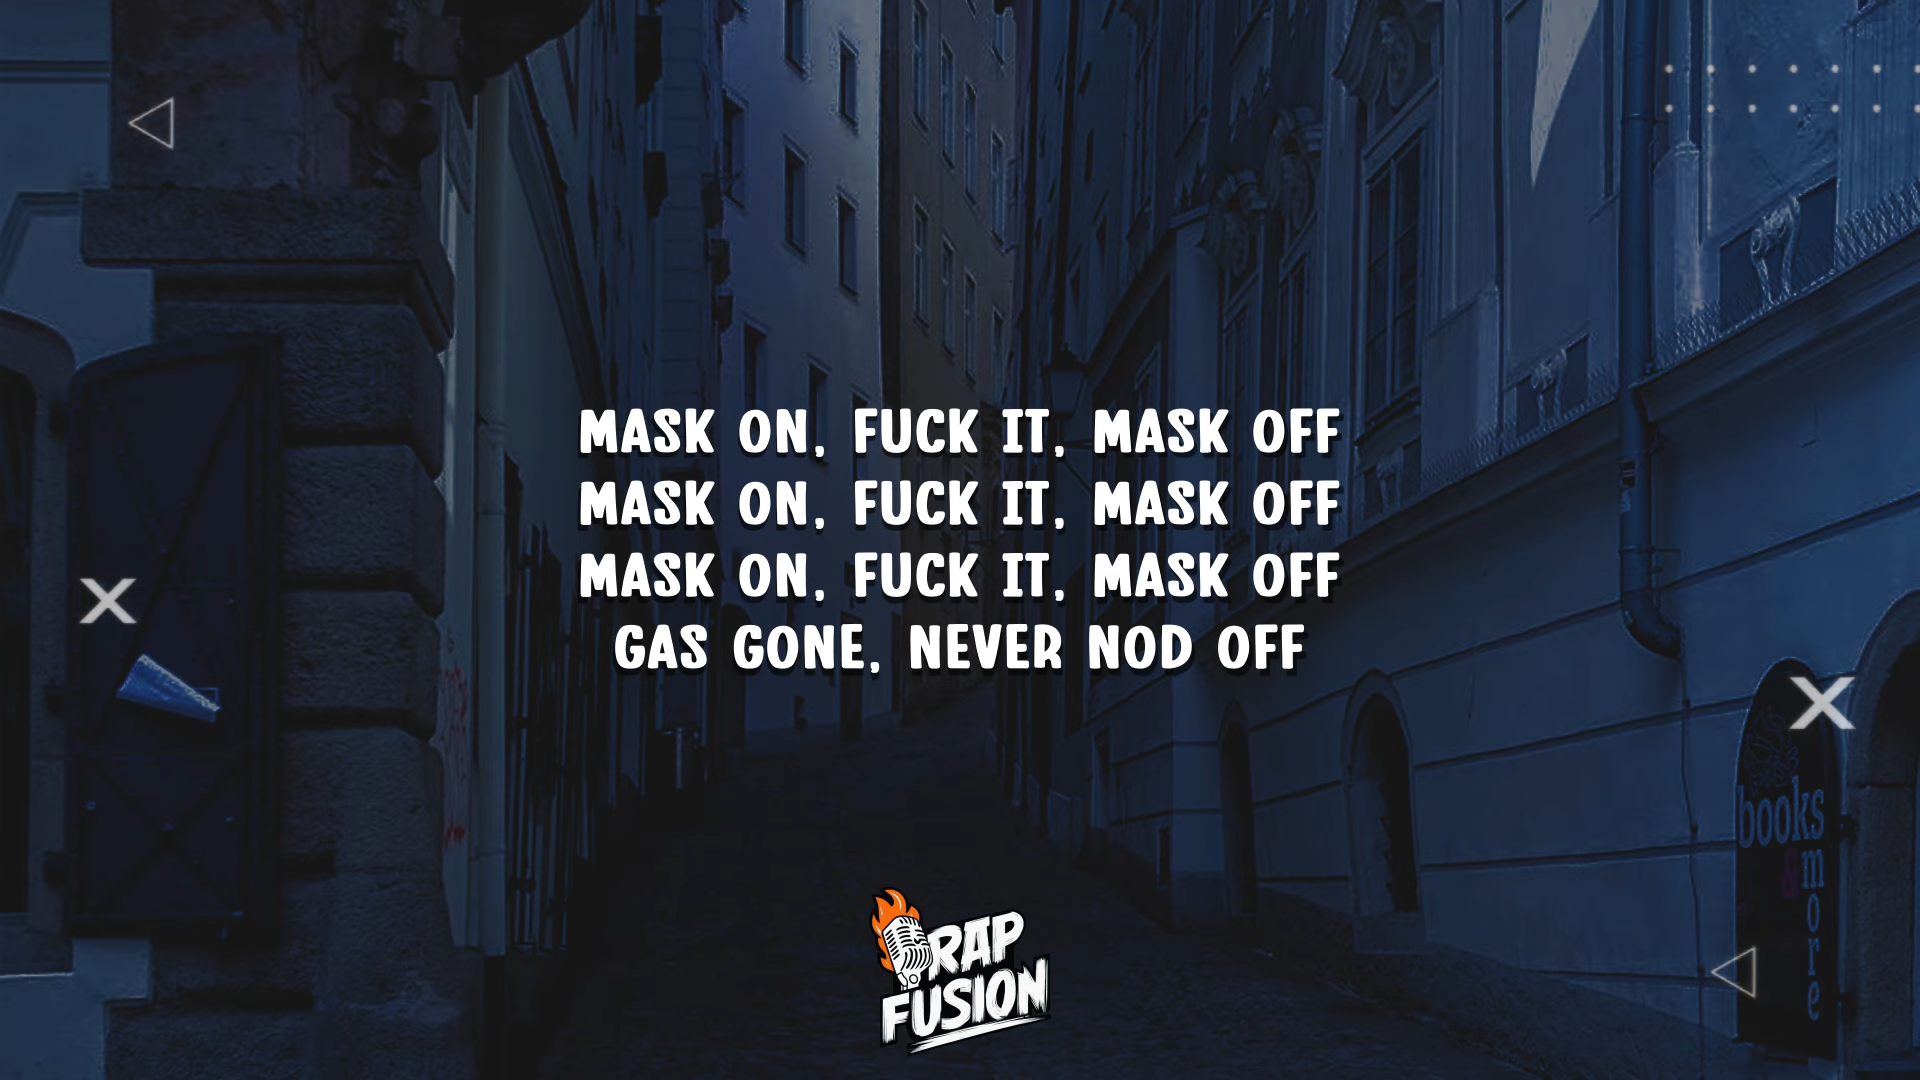 MASK ON, FUCK IT, MASK OFF
MASK ON, FUCK IT, MASK OFF
MASK ON, FUCK IT, MASK OFF
GAS GONE, NEVER NOD OFF
books
& more
RAP
FUSION